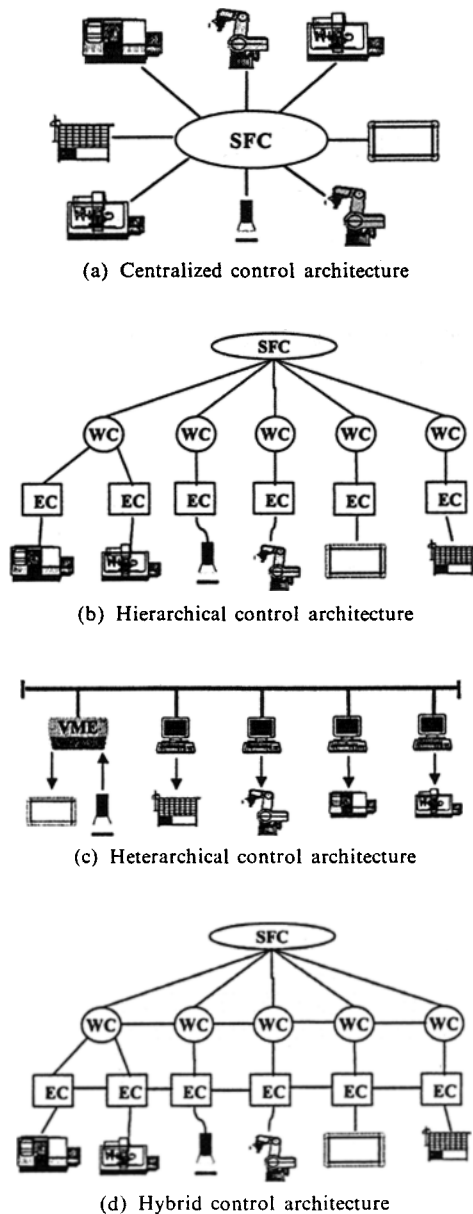 SFC
(a) Centralized control architecture
SFC
WC WC WC WC WC
EC EC EC EC EC EC
(b) Hierarchical control architecture
VME
(c) Heterarchical control architecture
SFC
WC WC WC WC WC
EC EC EC EC EC EC
(d) Hybrid control architecture